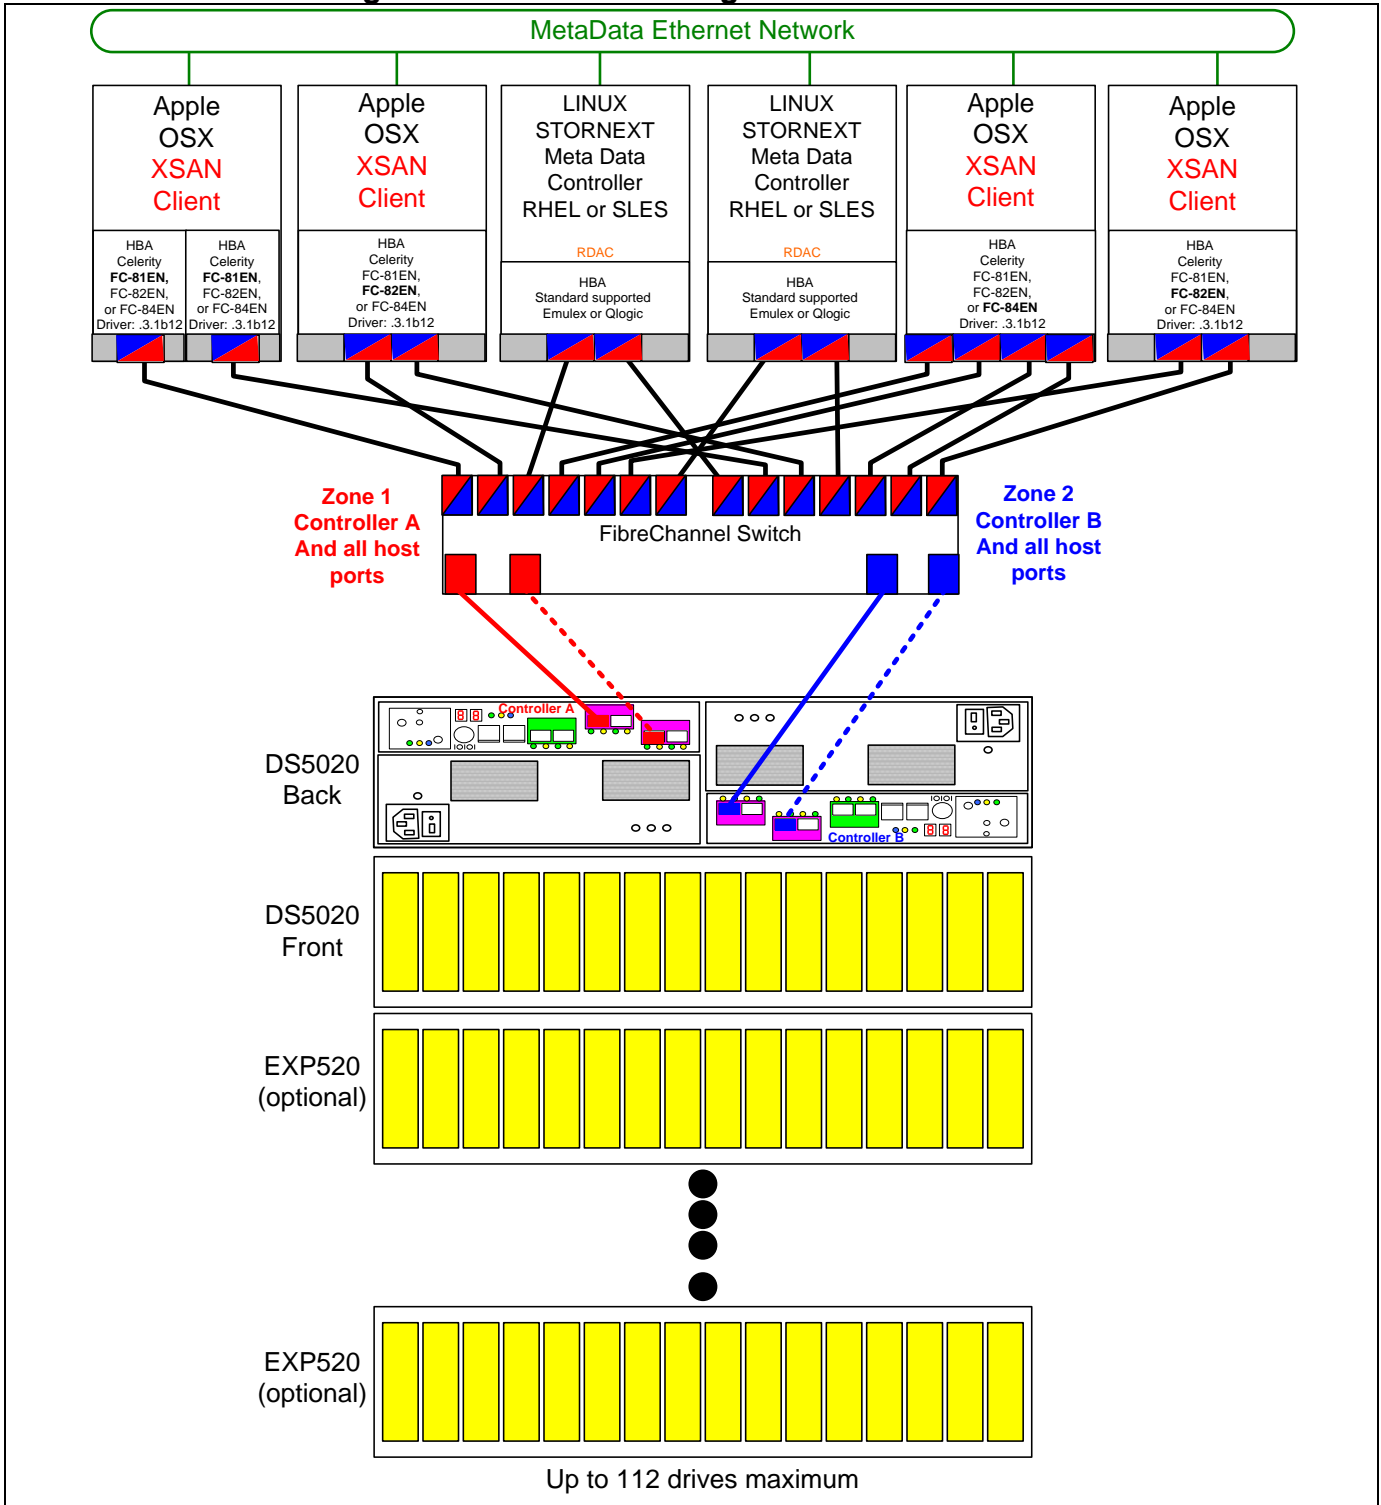 MetaData Ethernet Network
Apple
OSX
XSAN
Client
HBA
Celerity
FC-81EN,
FC-82EN,
or FC-84EN
Driver: .3.1b12
HBA
Celerity
FC-81EN,
FC-82EN,
or FC-84EN
Driver: .3.1b12
Apple
OSX
XSAN
Client
HBA
Celerity
FC-81EN,
FC-82EN,
or FC-84EN
Driver: .3.1b12
LINUX
STORNEXT
Meta Data
Controller
RHEL or SLES
RDAC
HBA
Standard supported
Emulex or Qlogic
LINUX
STORNEXT
Meta Data
Controller
RHEL or SLES
RDAC
HBA
Standard supported
Emulex or Qlogic
Apple
OSX
XSAN
Client
HBA
Celerity
FC-81EN,
FC-82EN,
or FC-84EN
Driver: .3.1b12
Apple
OSX
XSAN
Client
HBA
Celerity
FC-81EN,
FC-82EN,
or FC-84EN
Driver: .3.1b12
Zone 1
Controller A
And all host
ports
FibreChannel Switch
Zone 2
Controller B
And all host
ports
DS5020
Back
8 8
Controller A
IOIOI
IOIOI
8 8
Controller B
DS5020
Front
EXP520
(optional)
EXP520
(optional)
Up to 112 drives maximum